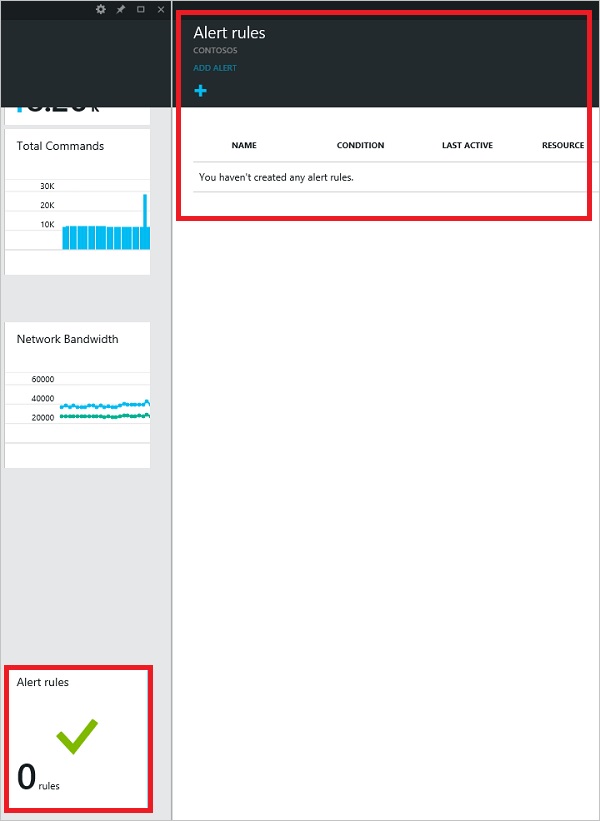 Alert rules
CONTOSOS
ADD ALERT
NAME CONDITION LAST ACTIVE RESOURCE
You haven't created any alert rules.
Total Commands
30K
20K
10K
Network Bandwidth
60000
40000
20000
Alert rules
0 rules